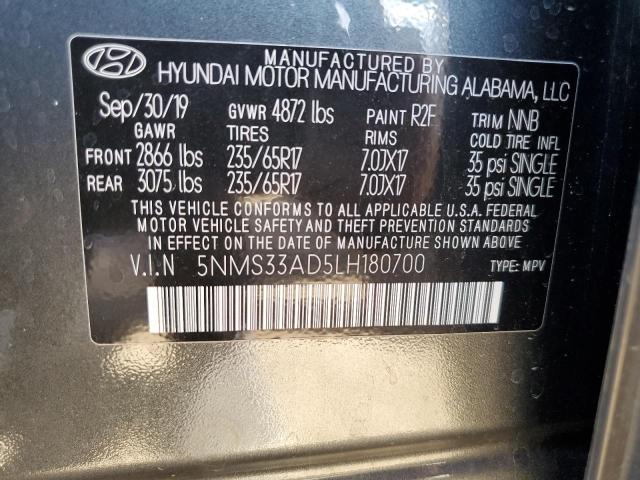 MANUFACTURED BY
HYUNDAI MOTOR MANUFACTURING ALABAMA, LLC
Sep/30/19 GVWR 4872 lbs PAINT R2F TRIM NNB
GAWR TIRES RIMS COLD TIRE INFL
FRONT 2866 lbs 235/65R17 7.0JX17 35 psi SINGLE
REAR 3075 lbs 235/65R17 7.0JX17 35 psi SINGLE
THIS VEHICLE CONFORMS TO ALL APPLICABLE U.S.A. FEDERAL
MOTOR VEHICLE SAFETY AND THEFT PREVENTION STANDARDS
IN EFFECT ON THE DATE OF MANUFACTURE SHOWN ABOVE.
V.I.N 5NMS33AD5LH180700 TYPE: MPV